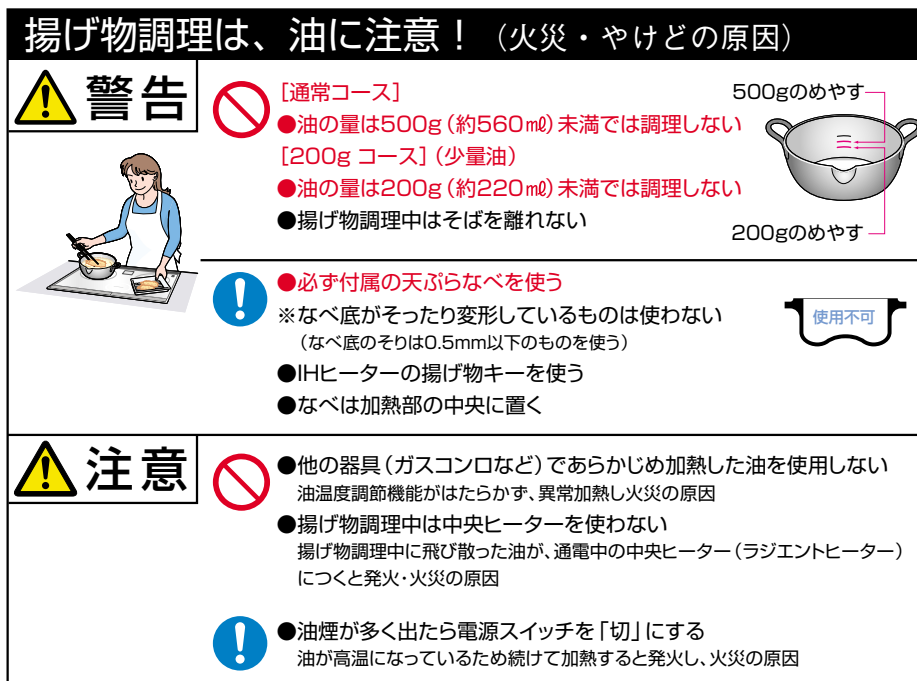 揚げ物調理は、油に注意！（火災・やけどの原因）
警告
［通常コース］
●油の量は500g（約560㎖）未満では調理しない
［200g コース］（少量油）
●油の量は200g（約220㎖）未満では調理しない
●揚げ物調理中はそばを離れない
500gのめやす
200gのめやす
●必ず付属の天ぷらなべを使う
※なべ底がそったり変形しているものは使わない
（なべ底のそりは0.5mm以下のものを使う）
●IHヒーターの揚げ物キーを使う
●なべは加熱部の中央に置く
使用不可
注意
●他の器具（ガスコンロなど）であらかじめ加熱した油を使用しない
油温度調節機能がはたらかず、異常加熱し火災の原因
●揚げ物調理中は中央ヒーターを使わない
揚げ物調理中に飛び散った油が、通電中の中央ヒーター（ラジエントヒーター）
につくと発火・火災の原因
●油煙が多く出たら電源スイッチを「切」にする
油が高温になっているため続けて加熱すると発火し、火災の原因